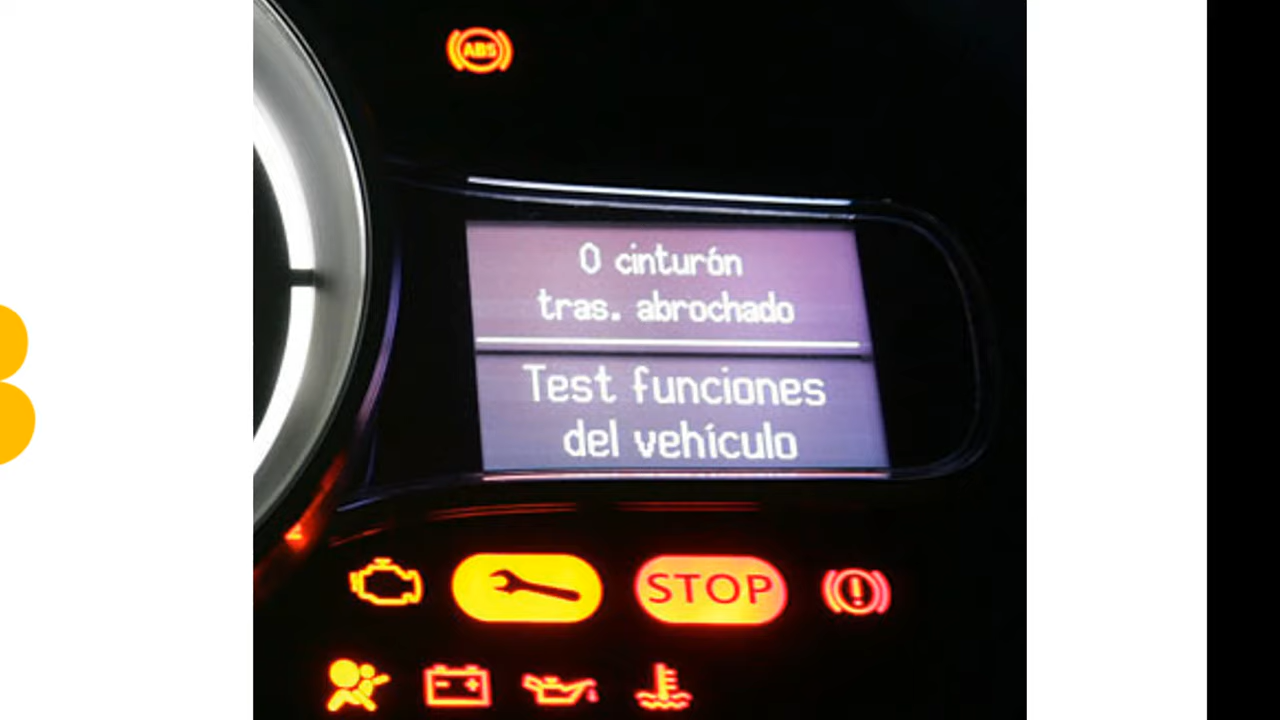 ABS
0 cinturón
tras. abrochado
Test funciones
del vehículo
STOP